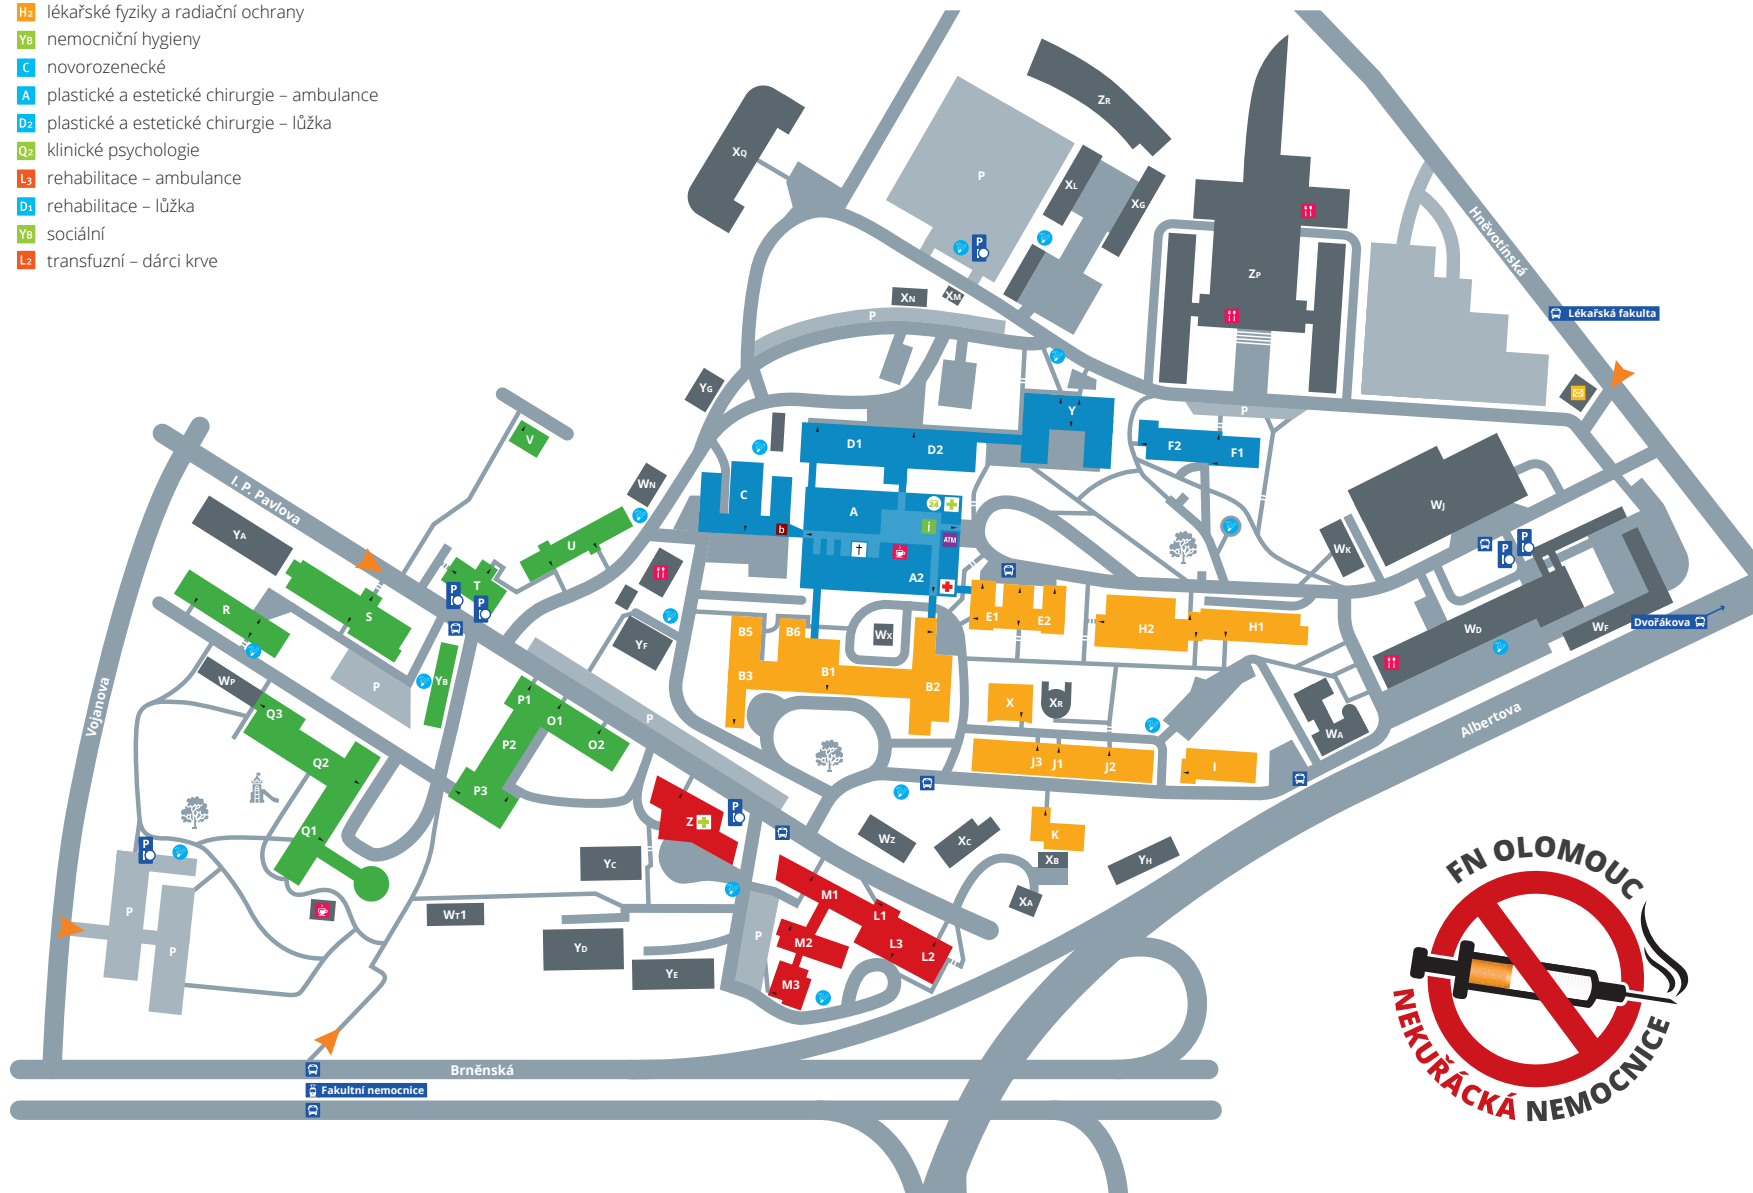 H2 lékařské fyziky a radiační ochrany
YB nemocniční hygieny
C novorozenecké
A plastické a estetické chirurgie – ambulance
D2 plastické a estetické chirurgie – lůžka
Q2 klinické psychologie
L3 rehabilitace – ambulance
D1 rehabilitace – lůžka
YB sociální
L2 transfuzní – dárci krve
ZR
XQ
P
XL
XG
Hněvotínská
P
ZP
XN
XM
P
Lékařská fakulta
YG
Y
P
V
D1
D2
F2
F1
I. P. Pavlova
WN
C
A
24
i
b
ATM
WJ
YA
U
WK
T
A2
P
P
P
P
R
S
E1
E2
H2
H1
WD
WF
Dvořákova
B5
B6
WX
YF
WP
P
YB
B3
B1
B2
X
XR
Vojanova
Q3
P1
O1
P
O2
P2
WA
Albertova
Q2
J3
J1
J2
I
P3
Q1
Z
P
K
WZ
XC
XB
YH
P
YC
M1
XA
P
WT1
L1
P
YD
P
M2
L3
L2
YE
M3
FN OLOMOUC
NEKUŘÁCKÁ NEMOCNICE
Brněnská
Fakultní nemocnice